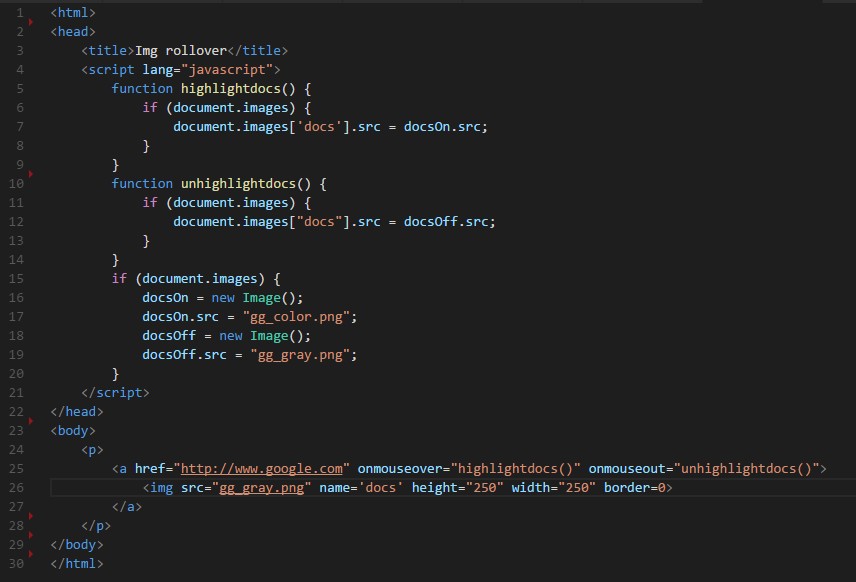 1 <html>
2 <head>
3     <title>Img rollover</title>
4     <script lang="javascript">
5         function highlightdocs() {
6             if (document.images) {
7                 document.images['docs'].src = docsOn.src;
8             }
9         }
10         function unhighlightdocs() {
11             if (document.images) {
12                 document.images["docs"].src = docsOff.src;
13             }
14         }
15         if (document.images) {
16             docsOn = new Image();
17             docsOn.src = "gg_color.png";
18             docsOff = new Image();
19             docsOff.src = "gg_gray.png";
20         }
21     </script>
22 </head>
23 <body>
24     <p>
25         <a href="http://www.google.com" onmouseover="highlightdocs()" onmouseout="unhighlightdocs()">
26             <img src="gg_gray.png" name='docs' height="250" width="250" border=0>
27         </a>
28     </p>
29 </body>
30 </html>